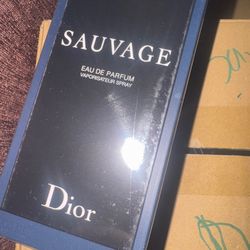 SAUVAGE
EAU DE PARFUM
VAPORISATEUR SPRAY
Dior